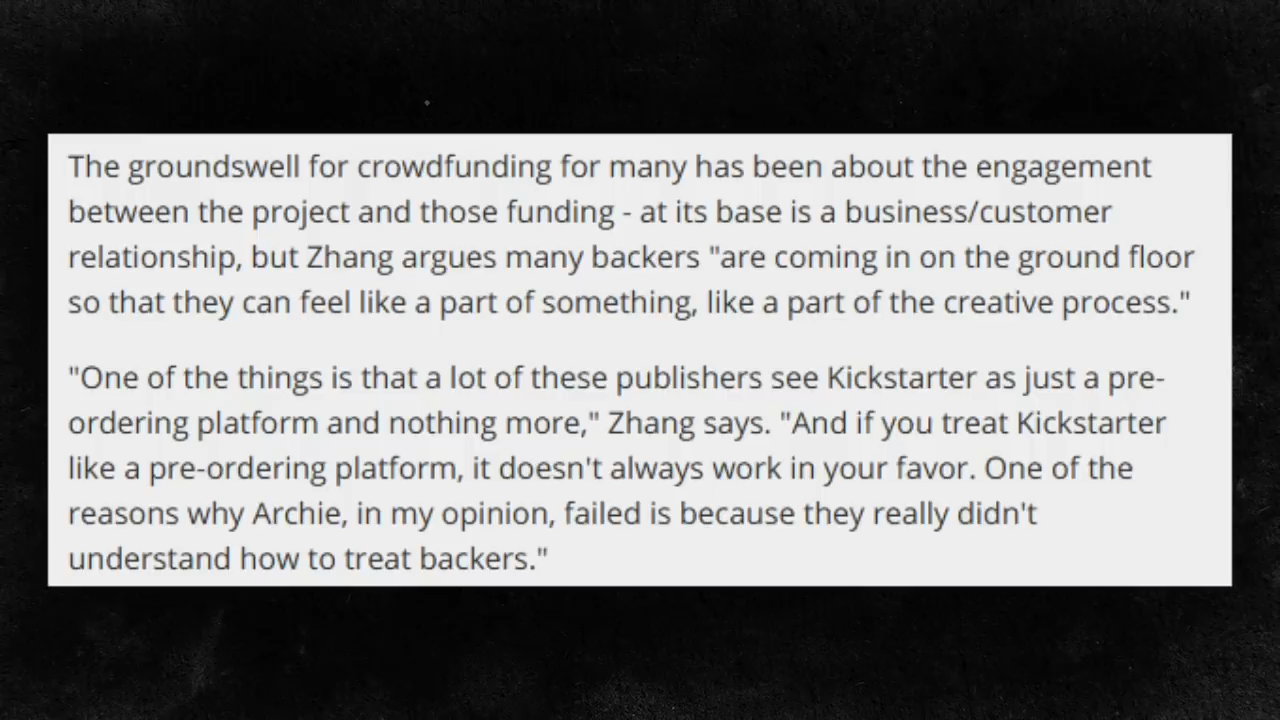 The groundswell for crowdfunding for many has been about the engagement
between the project and those funding - at its base is a business/customer
relationship, but Zhang argues many backers "are coming in on the ground floor
so that they can feel like a part of something, like a part of the creative process."
"One of the things is that a lot of these publishers see Kickstarter as just a pre-
ordering platform and nothing more," Zhang says. "And if you treat Kickstarter
like a pre-ordering platform, it doesn't always work in your favor. One of the
reasons why Archie, in my opinion, failed is because they really didn't
understand how to treat backers."